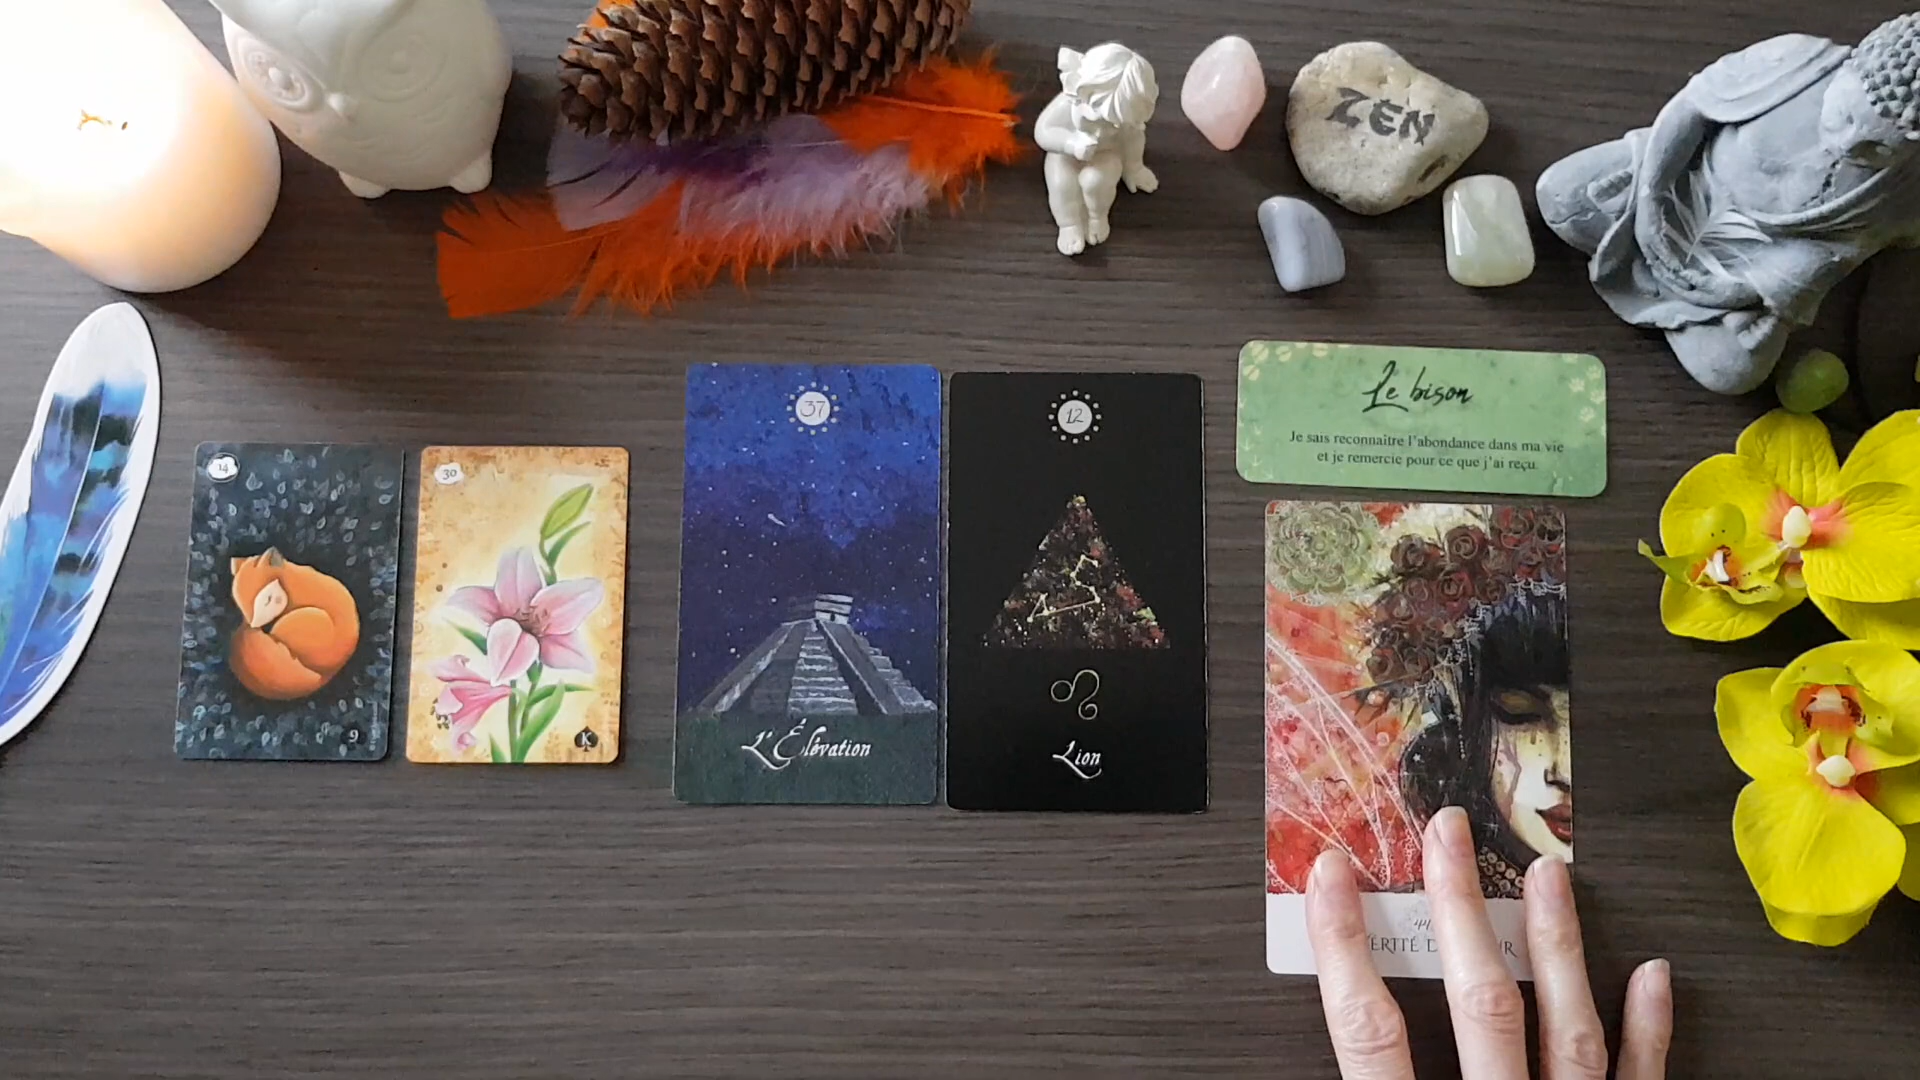 ZEN
37
12
Le bison
Je sais reconnaître l'abondance dans ma vie
et je remercie pour ce que j'ai reçu.
14
30
L'Élévation
Lion
9
K